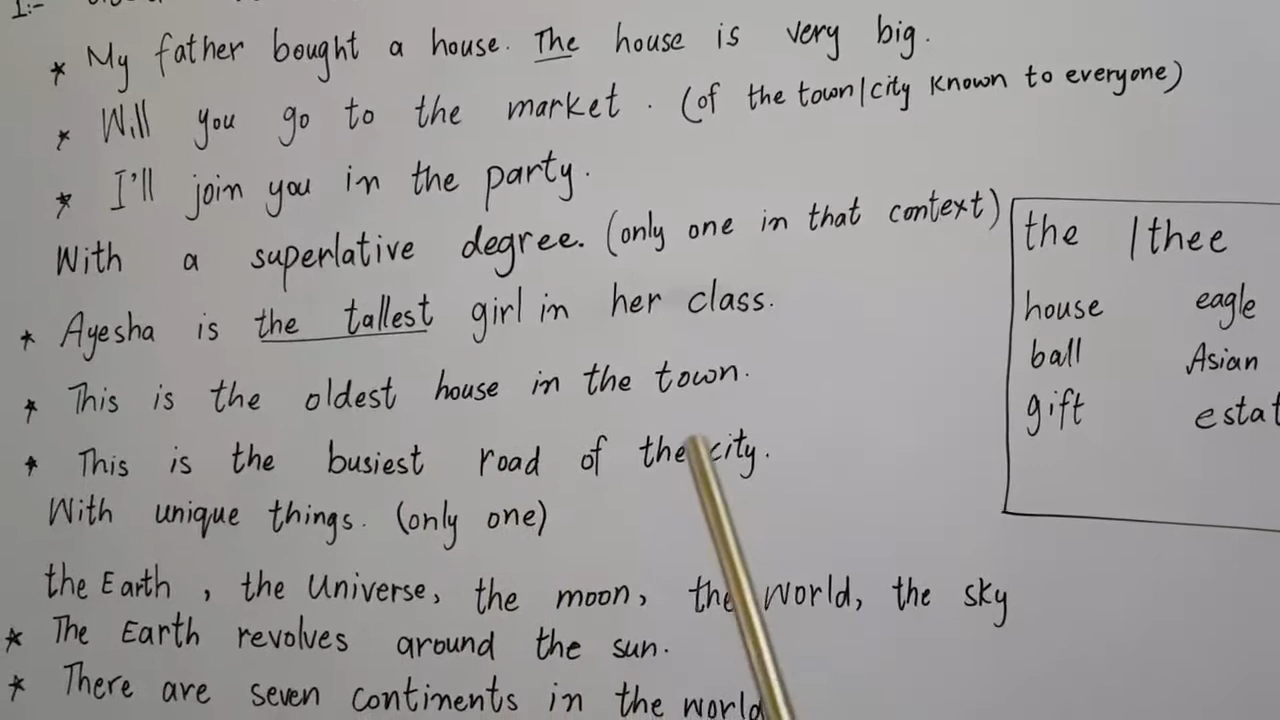 1:-
* My father bought a house. The house is very big.
* Will you go to the market. (of the town/city known to everyone)
* I'll join you in the party.
With a superlative degree. (only one in that context)
* Ayesha is the tallest girl in her class.
* This is the oldest house in the town.
* This is the busiest road of the city.
With unique things. (only one)
the Earth, the Universe, the moon, the world, the sky
* The Earth revolves around the sun.
* There are seven continents in the world
the /thee
house eagle
ball Asian
gift estat